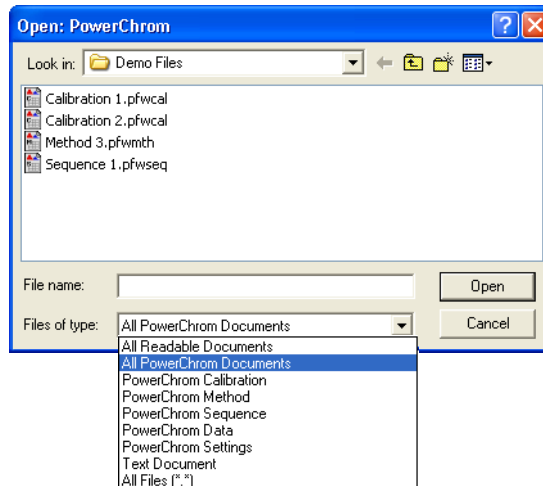 Open: PowerChrom
Look in: Demo Files
Calibration 1.pfwcal
Calibration 2.pfwcal
Method 3.pfwmth
Sequence 1.pfwseq
File name:
Open
Files of type: All PowerChrom Documents
Cancel
All Readable Documents
All PowerChrom Documents
PowerChrom Calibration
PowerChrom Method
PowerChrom Sequence
PowerChrom Data
PowerChrom Settings
Text Document
All Files (*.*)